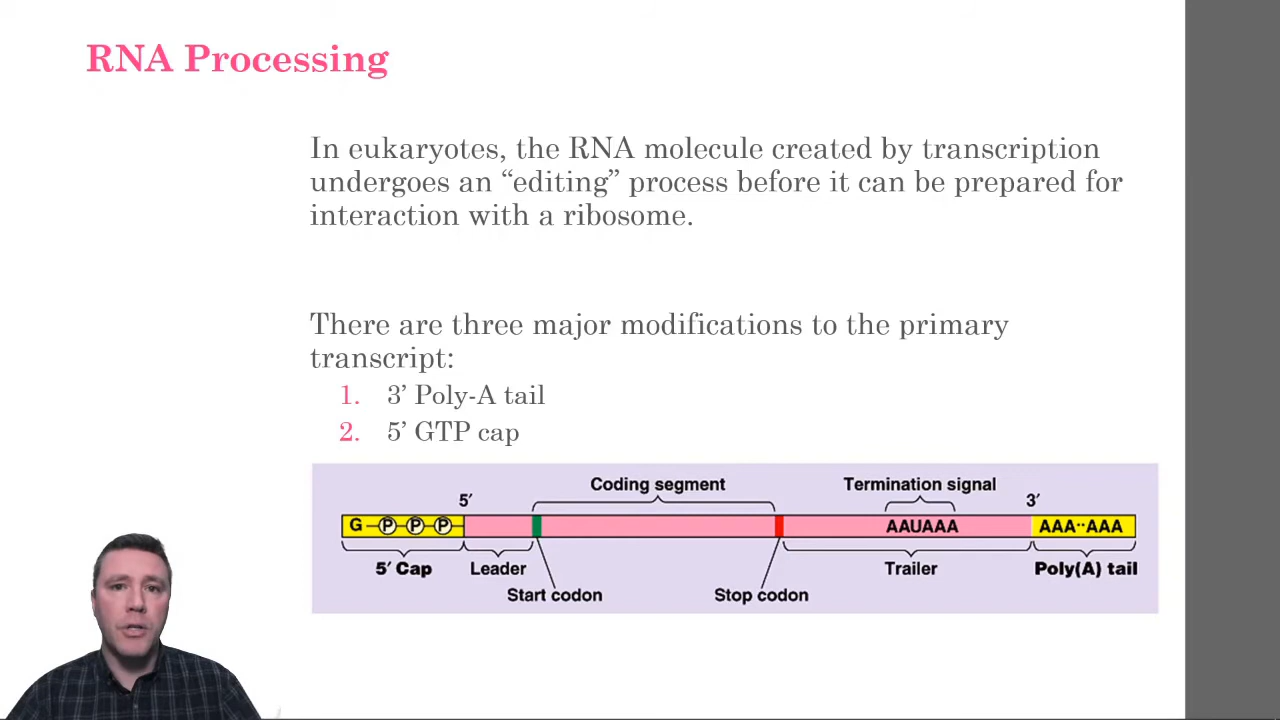 RNA Processing
In eukaryotes, the RNA molecule created by transcription
undergoes an “editing” process before it can be prepared for
interaction with a ribosome.
There are three major modifications to the primary
transcript:
1. 3’ Poly-A tail
2. 5’ GTP cap
Coding segment
Termination signal
5′
3′
G P P P
AAUAAA
AAA··AAA
5′ Cap
Leader
Trailer
Poly(A) tail
Start codon
Stop codon